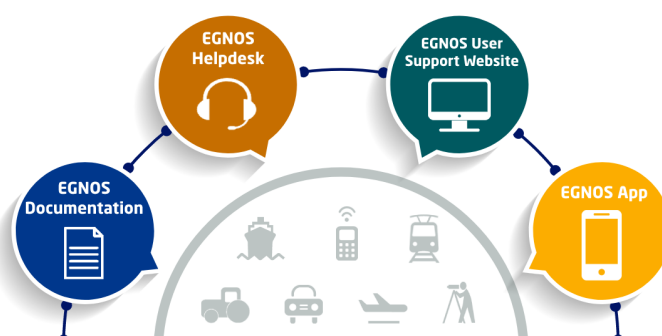 EGNOS
Helpdesk
EGNOS User
Support Website
EGNOS
Documentation
EGNOS App